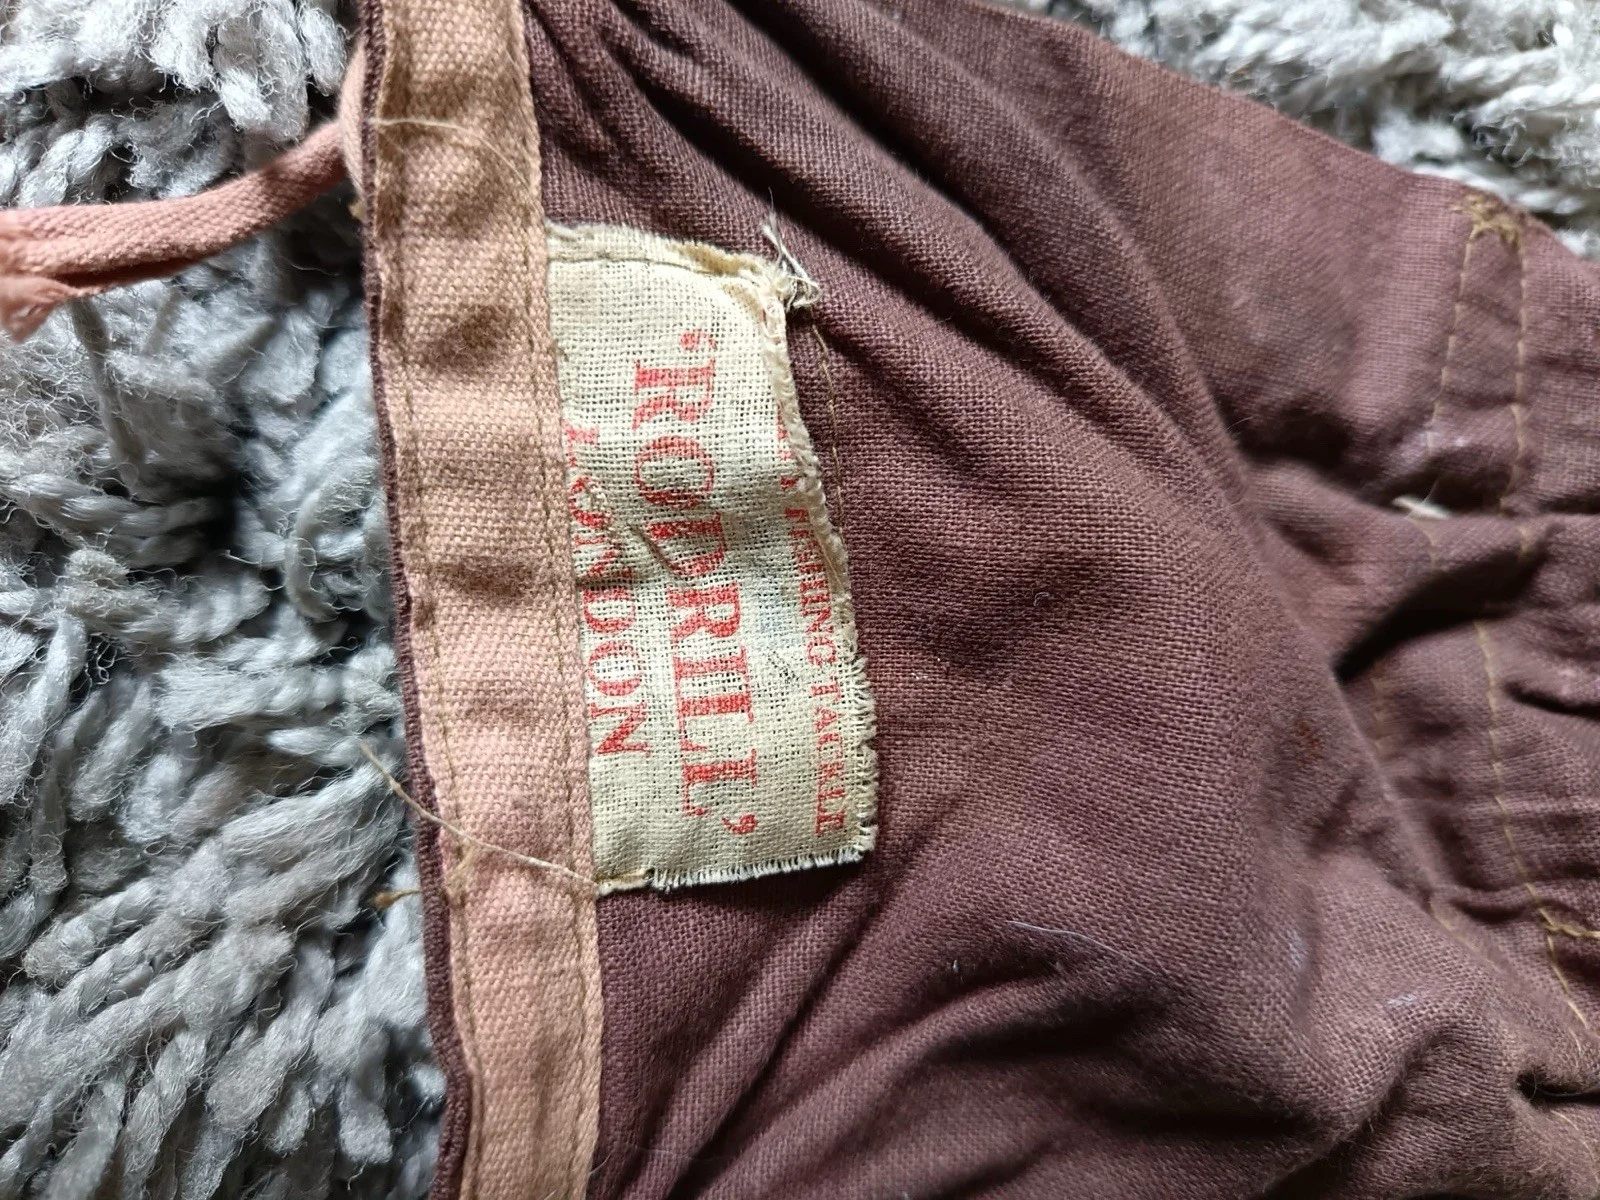 FISHING TACKLE
'RODRILL'
LONDON